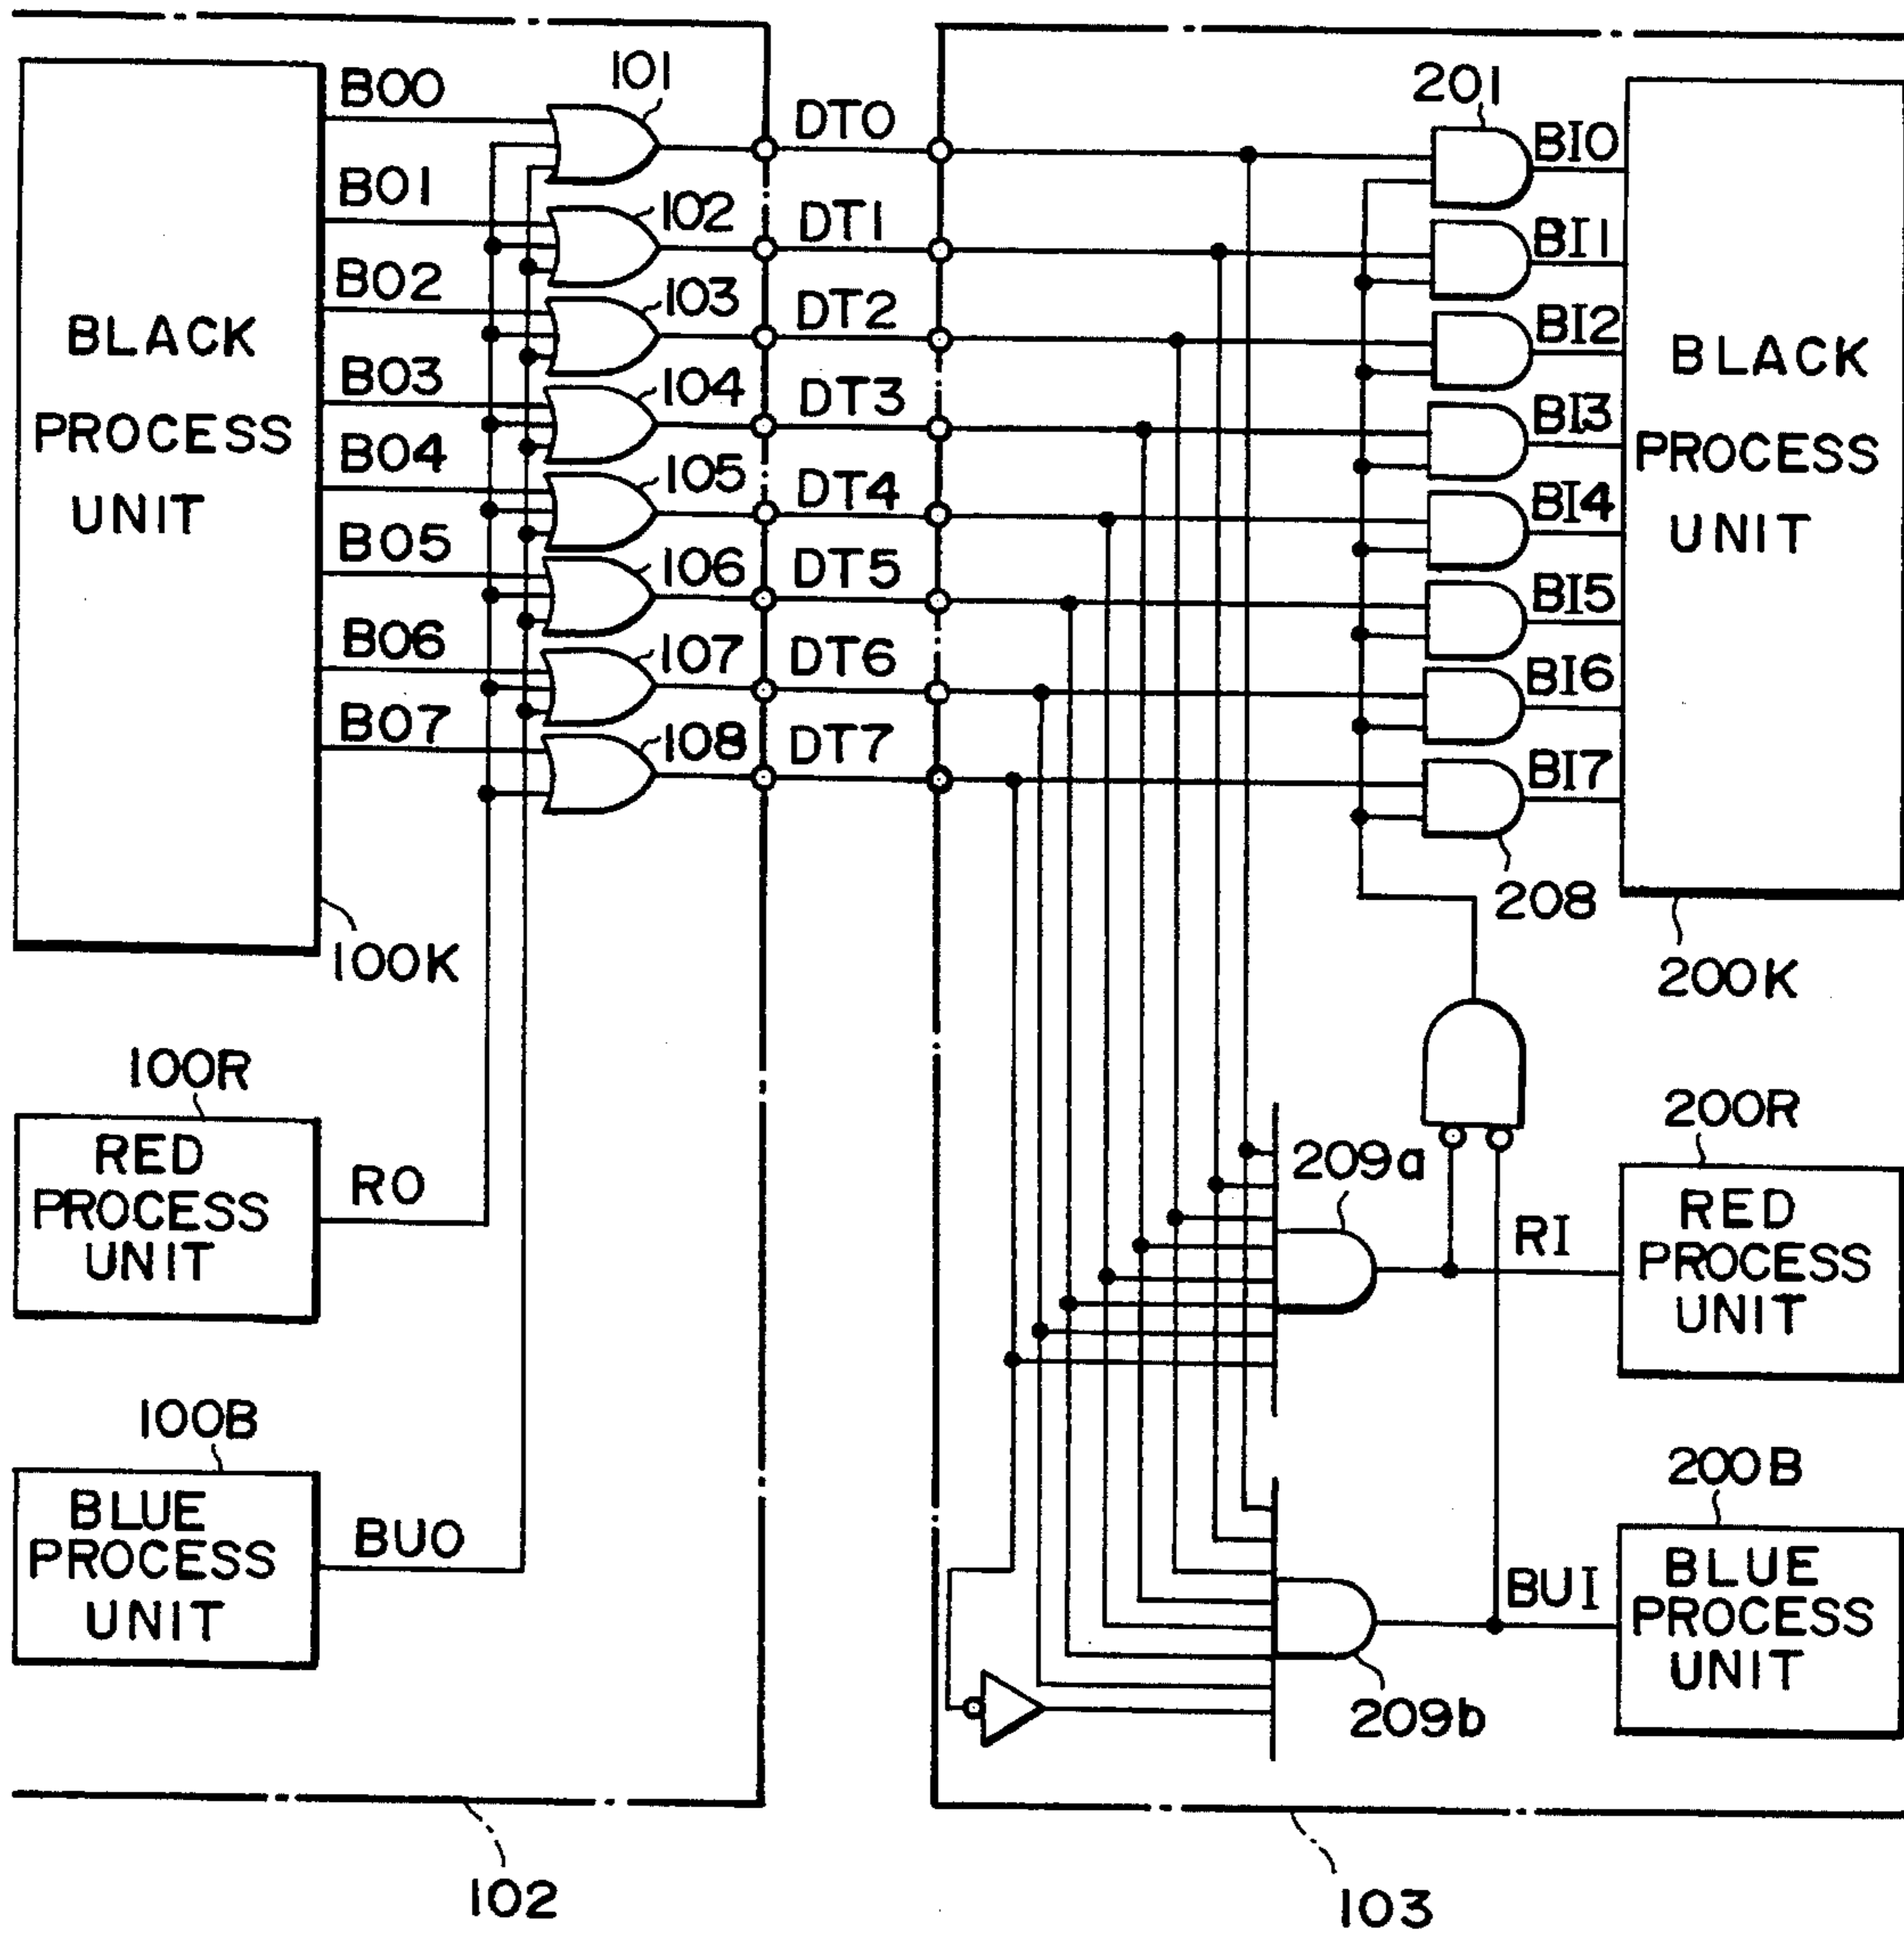 BLACK
PROCESS
UNIT
100K
B00
B01
B02
B03
B04
B05
B06
B07
101
102
103
104
105
106
107
108
DT0
DT1
DT2
DT3
DT4
DT5
DT6
DT7
201
BI0
BI1
BI2
BI3
BI4
BI5
BI6
BI7
208
BLACK
PROCESS
UNIT
200K
100R
RED
PROCESS
UNIT
RO
100B
BLUE
PROCESS
UNIT
BUO
209a
RI
200R
RED
PROCESS
UNIT
209b
BUI
200B
BLUE
PROCESS
UNIT
102
103